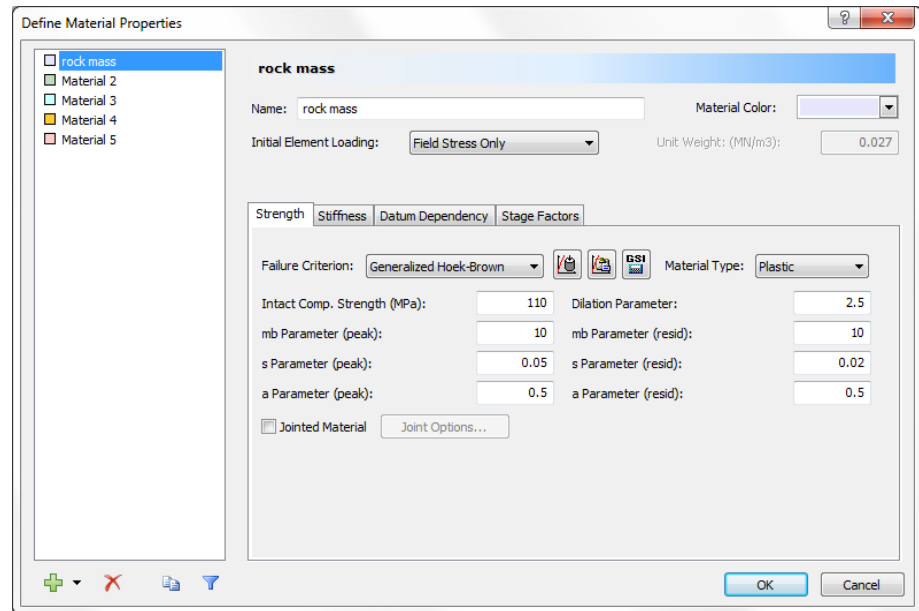 Define Material Properties
rock mass
Material 2
Material 3
Material 4
Material 5
rock mass
Name: rock mass Material Color:
Initial Element Loading: Field Stress Only Unit Weight: (MN/m3): 0.027
Strength Stiffness Datum Dependency Stage Factors
Failure Criterion: Generalized Hoek-Brown GSI Material Type: Plastic
Intact Comp. Strength (MPa): 110 Dilation Parameter: 2.5
mb Parameter (peak): 10 mb Parameter (resid): 10
s Parameter (peak): 0.05 s Parameter (resid): 0.02
a Parameter (peak): 0.5 a Parameter (resid): 0.5
Jointed Material Joint Options...
OK Cancel